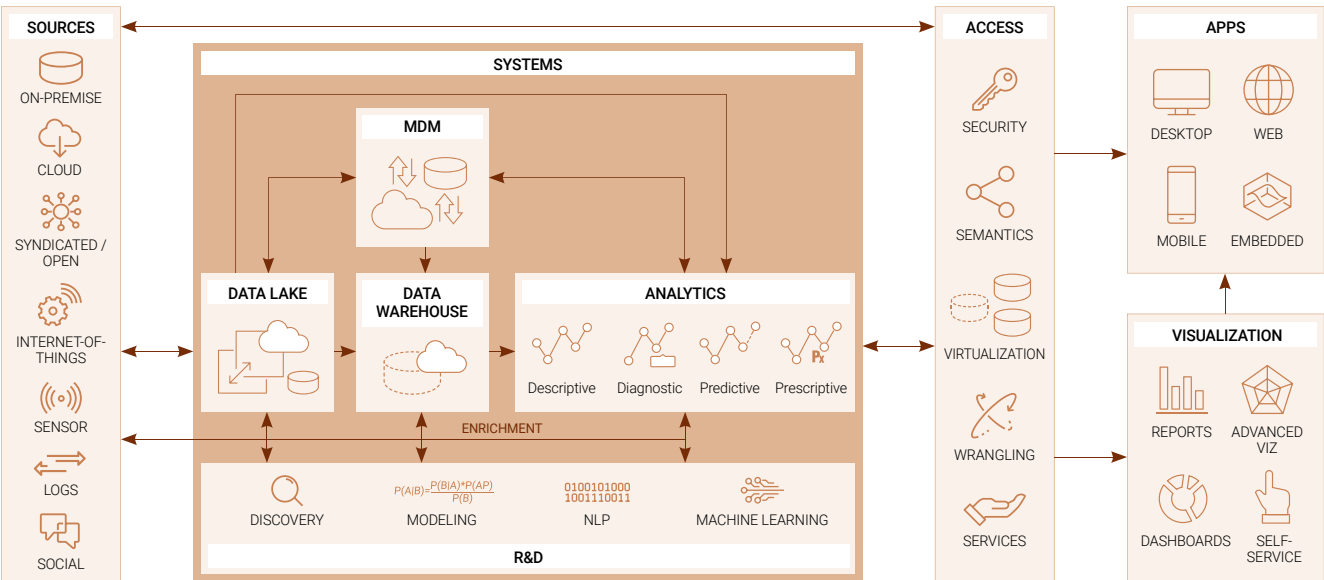 SOURCES
ON-PREMISE
CLOUD
SYNDICATED /
OPEN
INTERNET-OF-
THINGS
SENSOR
LOGS
SOCIAL
SYSTEMS
MDM
DATA LAKE
DATA
WAREHOUSE
ANALYTICS
Descriptive
Diagnostic
Predictive
Px
Prescriptive
ENRICHMENT
DISCOVERY
P(A|B)=P(B|A)*P(AP)
P(B)
MODELING
0100101000
1001110011
NLP
MACHINE LEARNING
R&D
ACCESS
SECURITY
SEMANTICS
VIRTUALIZATION
WRANGLING
SERVICES
APPS
DESKTOP
WEB
MOBILE
EMBEDDED
VISUALIZATION
REPORTS
ADVANCED
VIZ
DASHBOARDS
SELF-
SERVICE